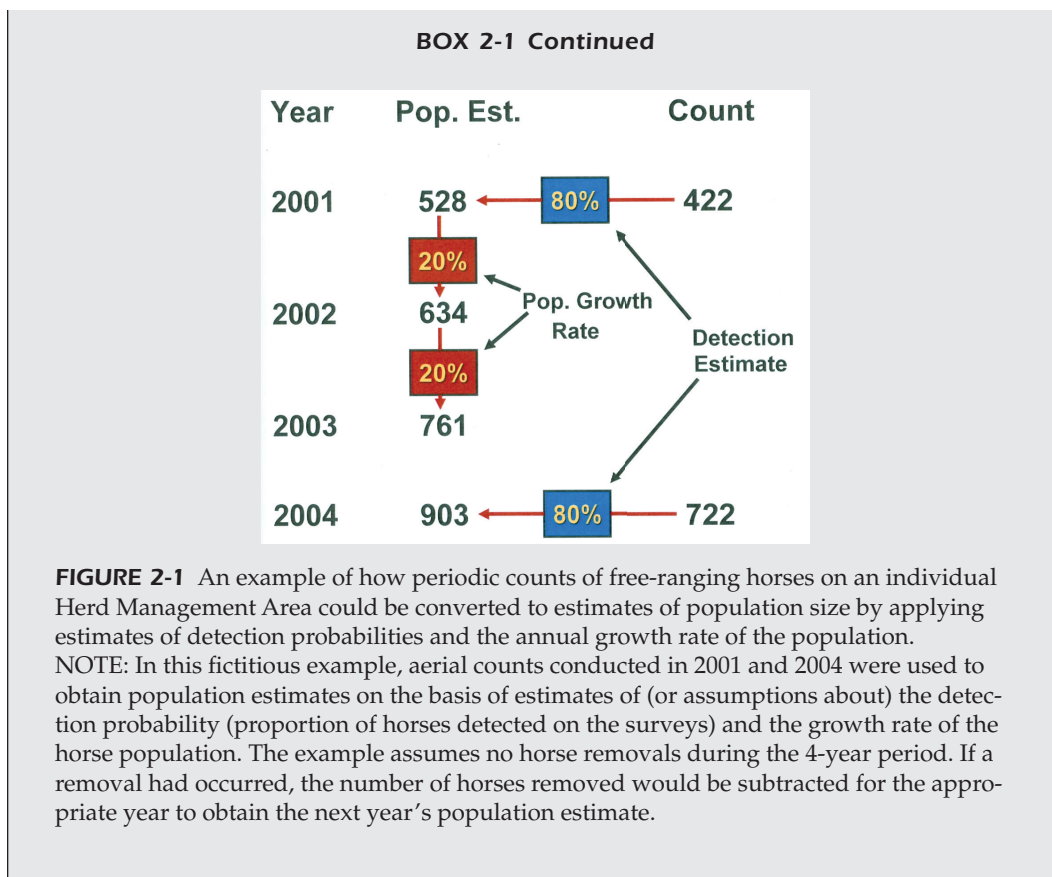 BOX 2-1 Continued
Year Pop. Est. Count
2001 528 80% 422
20%
2002 634 Pop. Growth
Rate
Detection
Estimate
20%
2003 761
2004 903 80% 722
FIGURE 2-1 An example of how periodic counts of free-ranging horses on an individual
Herd Management Area could be converted to estimates of population size by applying
estimates of detection probabilities and the annual growth rate of the population.
NOTE: In this fictitious example, aerial counts conducted in 2001 and 2004 were used to
obtain population estimates on the basis of estimates of (or assumptions about) the detec-
tion probability (proportion of horses detected on the surveys) and the growth rate of the
horse population. The example assumes no horse removals during the 4-year period. If a
removal had occurred, the number of horses removed would be subtracted for the appro-
priate year to obtain the next year's population estimate.